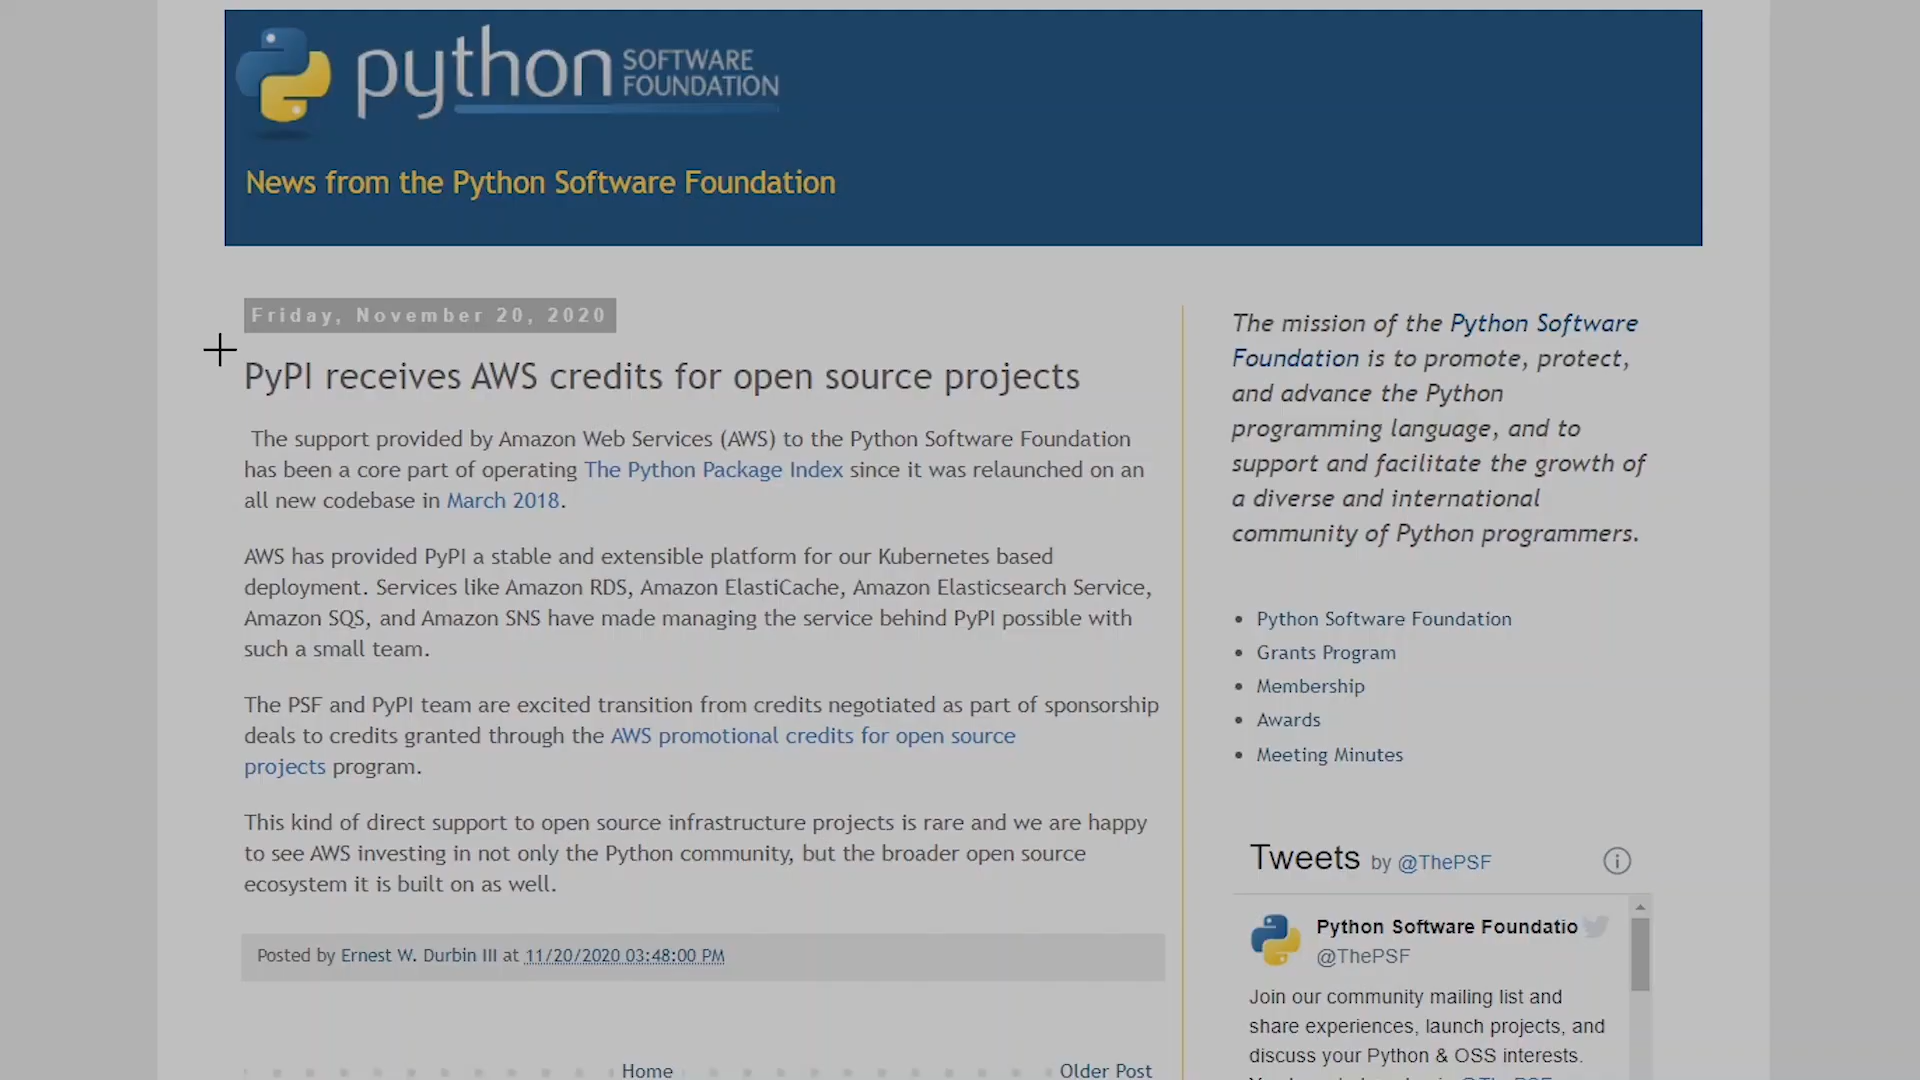 python SOFTWARE FOUNDATION
News from the Python Software Foundation
Friday, November 20, 2020
PyPI receives AWS credits for open source projects
The support provided by Amazon Web Services (AWS) to the Python Software Foundation
has been a core part of operating The Python Package Index since it was relaunched on an
all new codebase in March 2018.
AWS has provided PyPI a stable and extensible platform for our Kubernetes based
deployment. Services like Amazon RDS, Amazon ElastiCache, Amazon Elasticsearch Service,
Amazon SQS, and Amazon SNS have made managing the service behind PyPI possible with
such a small team.
The PSF and PyPI team are excited transition from credits negotiated as part of sponsorship
deals to credits granted through the AWS promotional credits for open source
projects program.
This kind of direct support to open source infrastructure projects is rare and we are happy
to see AWS investing in not only the Python community, but the broader open source
ecosystem it is built on as well.
Posted by Ernest W. Durbin III at 11/20/2020 03:48:00 PM
Home
Older Post
The mission of the Python Software
Foundation is to promote, protect,
and advance the Python
programming language, and to
support and facilitate the growth of
a diverse and international
community of Python programmers.
• Python Software Foundation
• Grants Program
• Membership
• Awards
• Meeting Minutes
Tweets by @ThePSF
Python Software Foundatio
@ThePSF
Join our community mailing list and
share experiences, launch projects, and
discuss your Python & OSS interests.